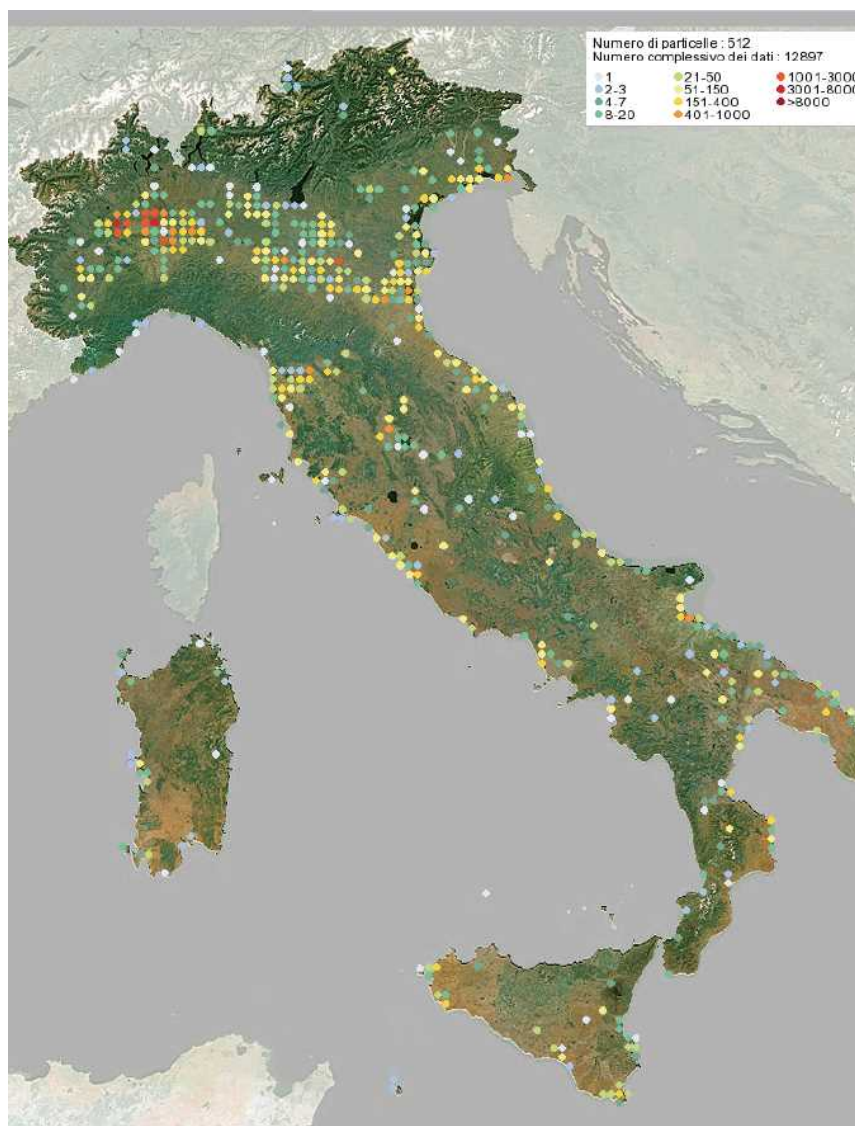 Numero di particelle : 512
Numero complessivo dei dati : 12897
1 21-50 1001-3000
2-3 51-150 3001-8000
4-7 151-400 >8000
8-20 401-1000